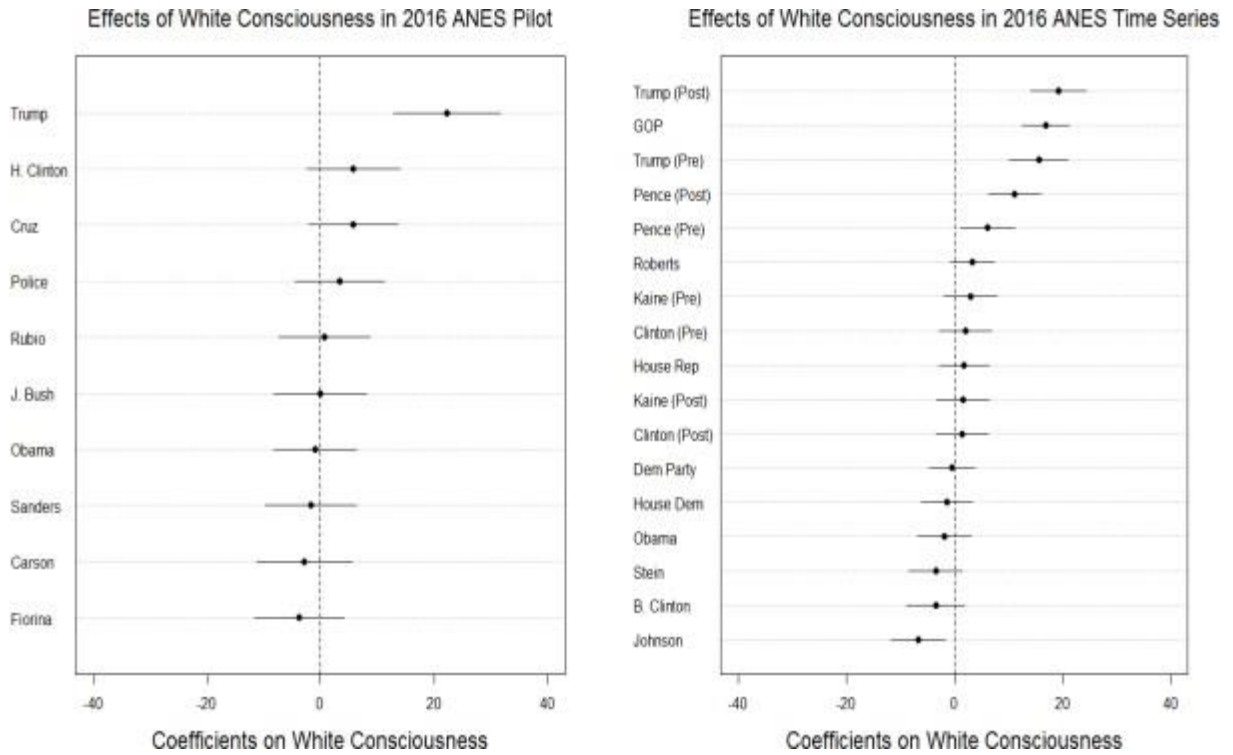 Effects of White Consciousness in 2016 ANES Pilot
Trump
H. Clinton
Cruz
Police
Rubio
J. Bush
Obama
Sanders
Carson
Fiorina
-40 -20 0 20 40
Coefficients on White Consciousness
Effects of White Consciousness in 2016 ANES Time Series
Trump (Post)
GOP
Trump (Pre)
Pence (Post)
Pence (Pre)
Roberts
Kaine (Pre)
Clinton (Pre)
House Rep
Kaine (Post)
Clinton (Post)
Dem Party
House Dem
Obama
Stein
B. Clinton
Johnson
-40 -20 0 20 40
Coefficients on White Consciousness